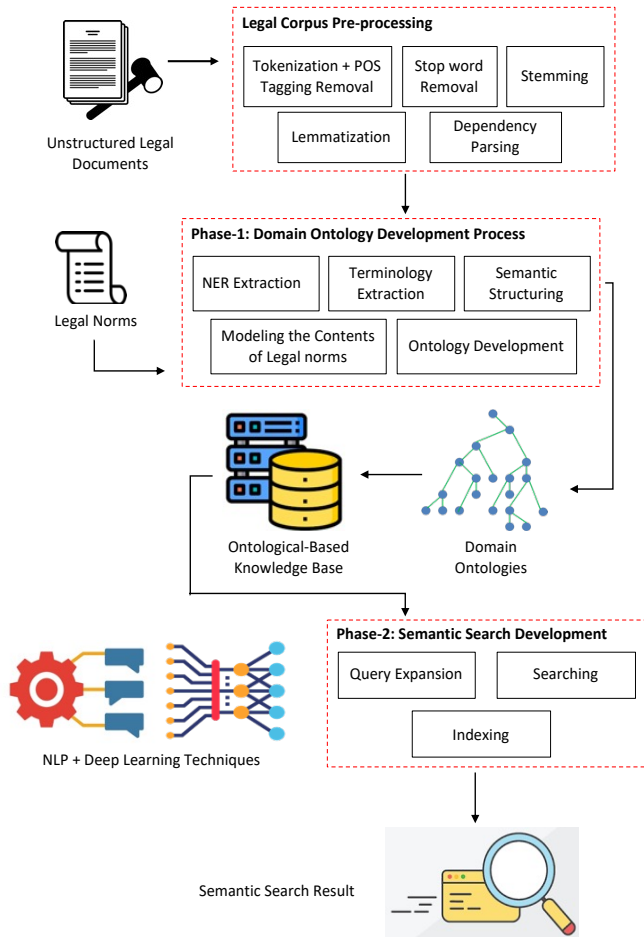 Legal Corpus Pre-processing
Tokenization + POS
Tagging Removal
Stop word
Removal
Stemming
Lemmatization
Dependency
Parsing
Unstructured Legal
Documents
Phase-1: Domain Ontology Development Process
NER Extraction
Terminology
Extraction
Semantic
Structuring
Modeling the Contents
of Legal norms
Ontology Development
Legal Norms
Ontological-Based
Knowledge Base
Domain
Ontologies
Phase-2: Semantic Search Development
Query Expansion
Searching
Indexing
NLP + Deep Learning Techniques
Semantic Search Result